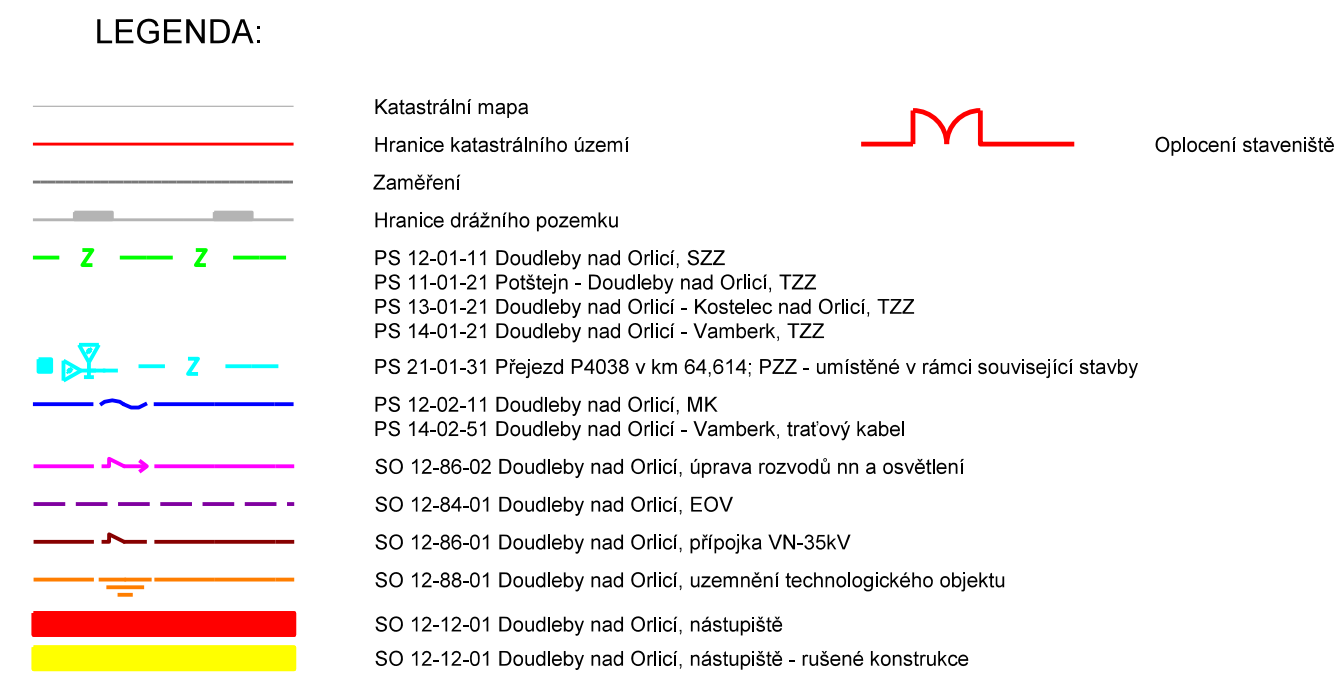 LEGENDA:
Katastrální mapa
Hranice katastrálního území
Oplocení staveniště
Zaměření
Hranice drážního pozemku
Z Z
PS 12-01-11 Doudleby nad Orlicí, SZZ
PS 11-01-21 Potštejn - Doudleby nad Orlicí, TZZ
PS 13-01-21 Doudleby nad Orlicí - Kostelec nad Orlicí, TZZ
PS 14-01-21 Doudleby nad Orlicí - Vamberk, TZZ
Z
PS 21-01-31 Přejezd P4038 v km 64,614; PZZ - umístěné v rámci související stavby
PS 12-02-11 Doudleby nad Orlicí, MK
PS 14-02-51 Doudleby nad Orlicí - Vamberk, traťový kabel
SO 12-86-02 Doudleby nad Orlicí, úprava rozvodů nn a osvětlení
SO 12-84-01 Doudleby nad Orlicí, EOV
SO 12-86-01 Doudleby nad Orlicí, přípojka VN-35kV
SO 12-88-01 Doudleby nad Orlicí, uzemnění technologického objektu
SO 12-12-01 Doudleby nad Orlicí, nástupiště
SO 12-12-01 Doudleby nad Orlicí, nástupiště - rušené konstrukce